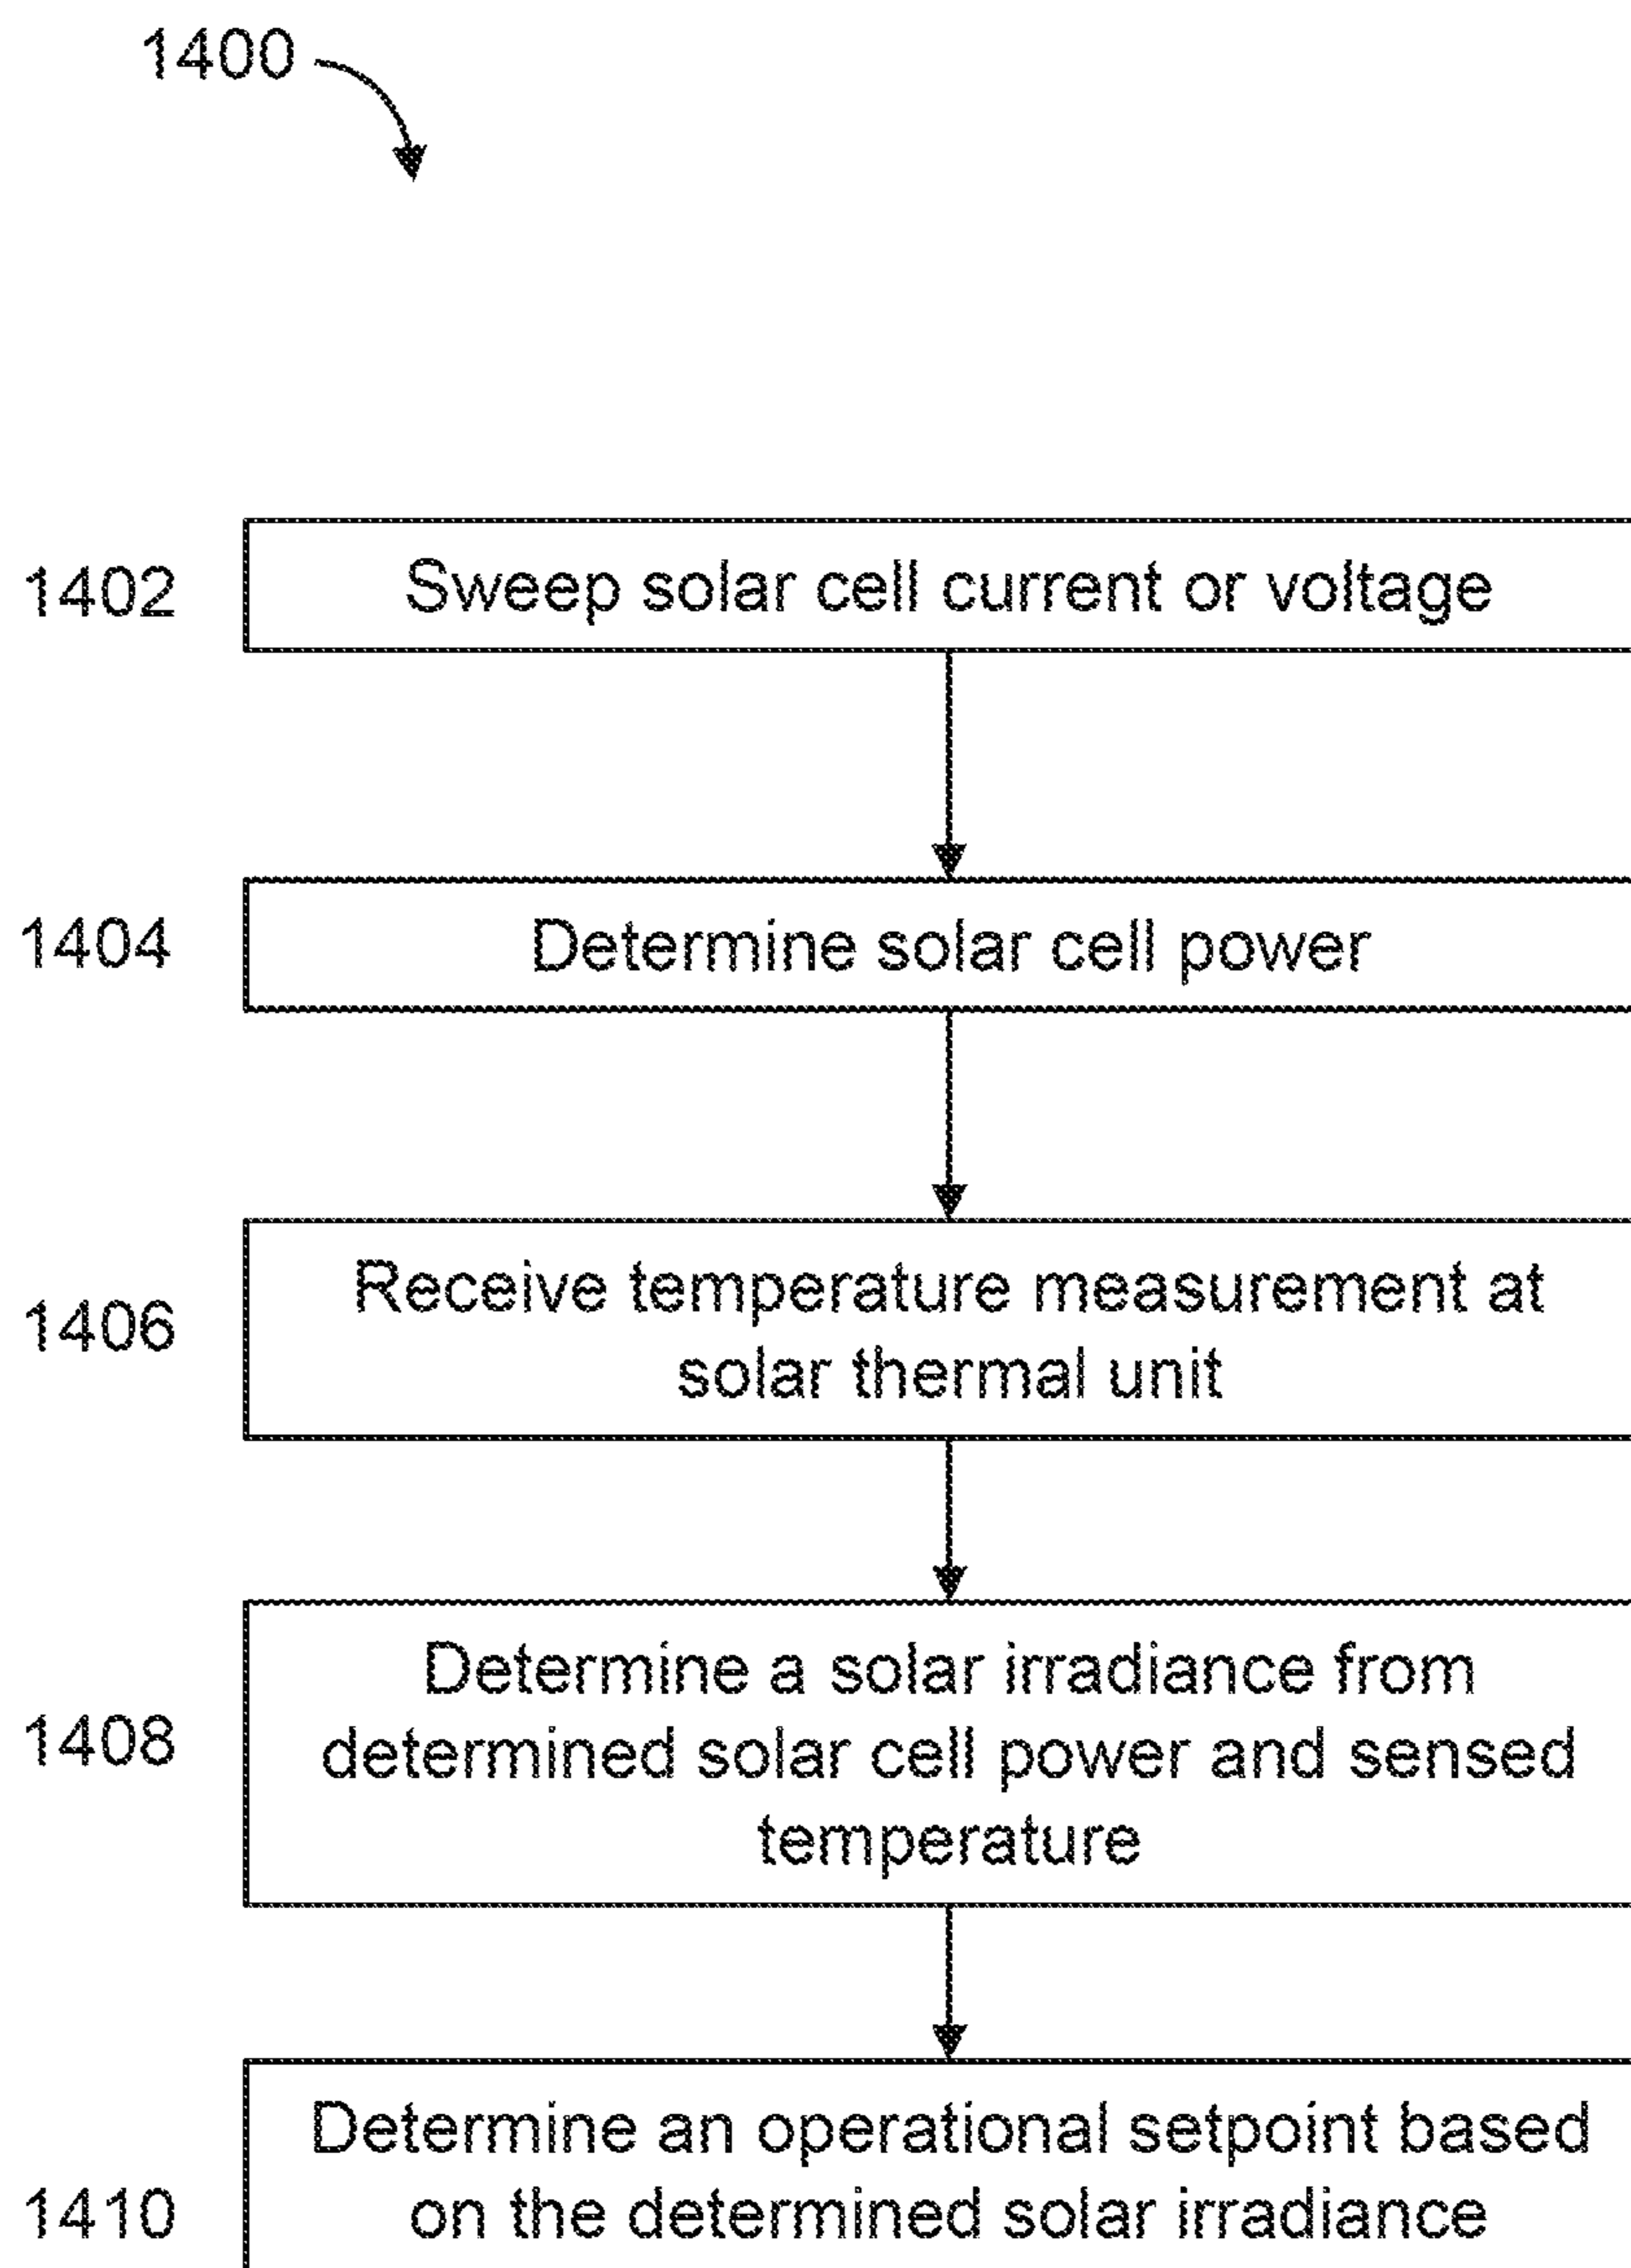 1400
1402
Sweep solar cell current or voltage
1404
Determine solar cell power
1406
Receive temperature measurement at
solar thermal unit
1408
Determine a solar irradiance from
determined solar cell power and sensed
temperature
1410
Determine an operational setpoint based
on the determined solar irradiance